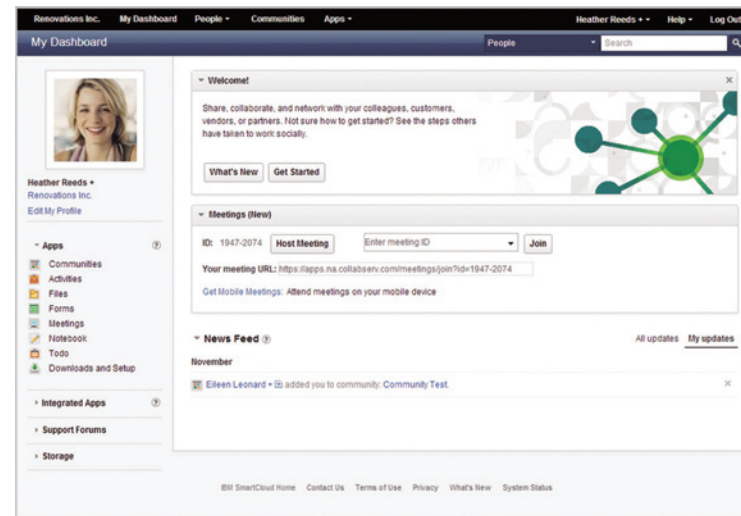 Renovations Inc. My Dashboard People Communities Apps Heather Reeds + Help Log Out
My Dashboard People Search
Welcome!
Share, collaborate, and network with your colleagues, customers,
vendors, or partners. Not sure how to get started? See the steps others
have taken to work socially.
What's New Get Started
Heather Reeds +
Renovations Inc.
Edit My Profile
Meetings (New)
ID: 1947-2074 Host Meeting Enter meeting ID Join
Your meeting URL: https://apps.na.collabserv.com/meetings/join?id=1947-2074
Get Mobile Meetings: Attend meetings on your mobile device
Apps
Communities
Activities
Files
Forms
Meetings
Notebook
Todo
Downloads and Setup
Integrated Apps
Support Forums
Storage
News Feed All updates My updates
November
Eileen Leonard + added you to community: Community Test.
IBM SmartCloud Home Contact Us Terms of Use Privacy What's New System Status